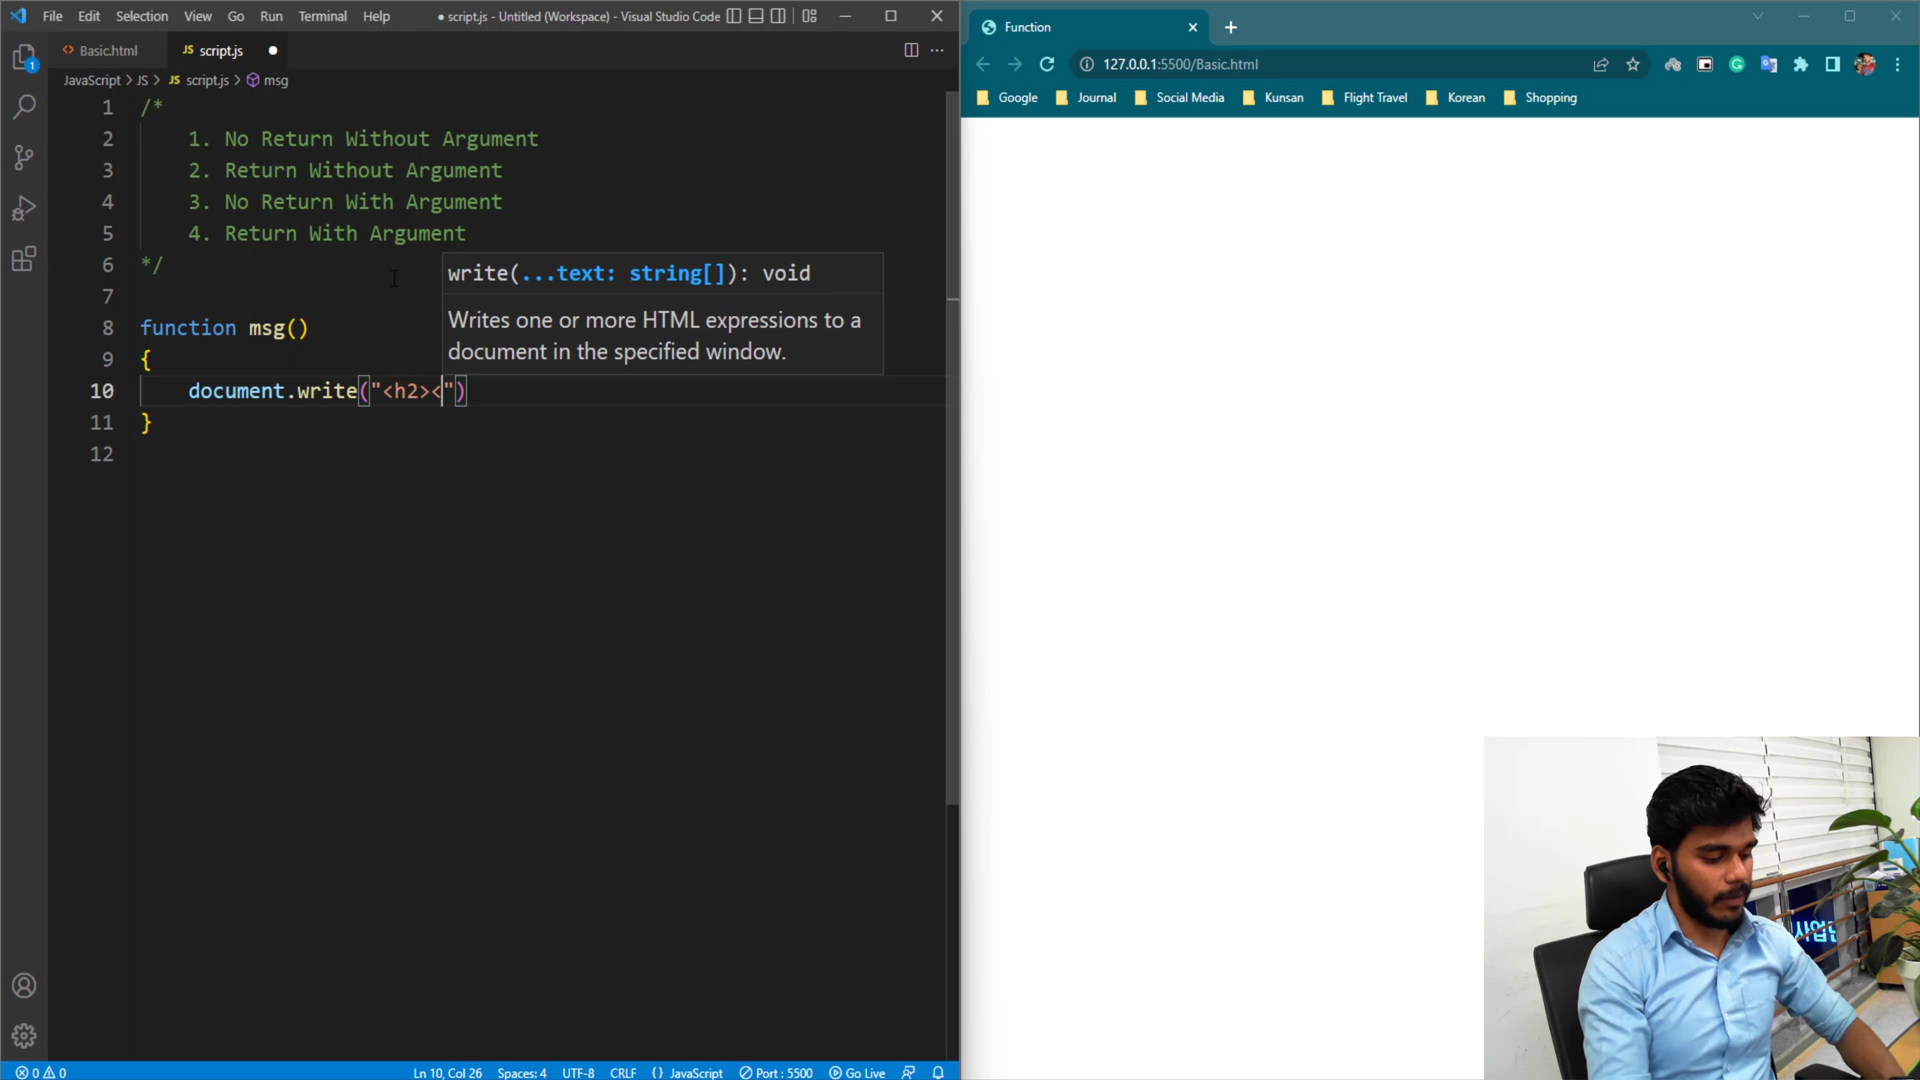 File Edit Selection View Go Run Terminal Help
● script.js - Untitled (Workspace) - Visual Studio Code
Basic.html
JS script.js ●
JavaScript > JS > JS script.js > msg
1 /*
2 1. No Return Without Argument
3 2. Return Without Argument
4 3. No Return With Argument
5 4. Return With Argument
6 */
7
8 function msg()
9 {
10 document.write("<h2><")
11 }
12
write(...text: string[]): void
Writes one or more HTML expressions to a
document in the specified window.
1
0 0
Ln 10, Col 26 Spaces: 4 UTF-8 CRLF {} JavaScript Port : 5500 Go Live
Function
127.0.0.1:5500/Basic.html
Google Journal Social Media Kunsan Flight Travel Korean Shopping